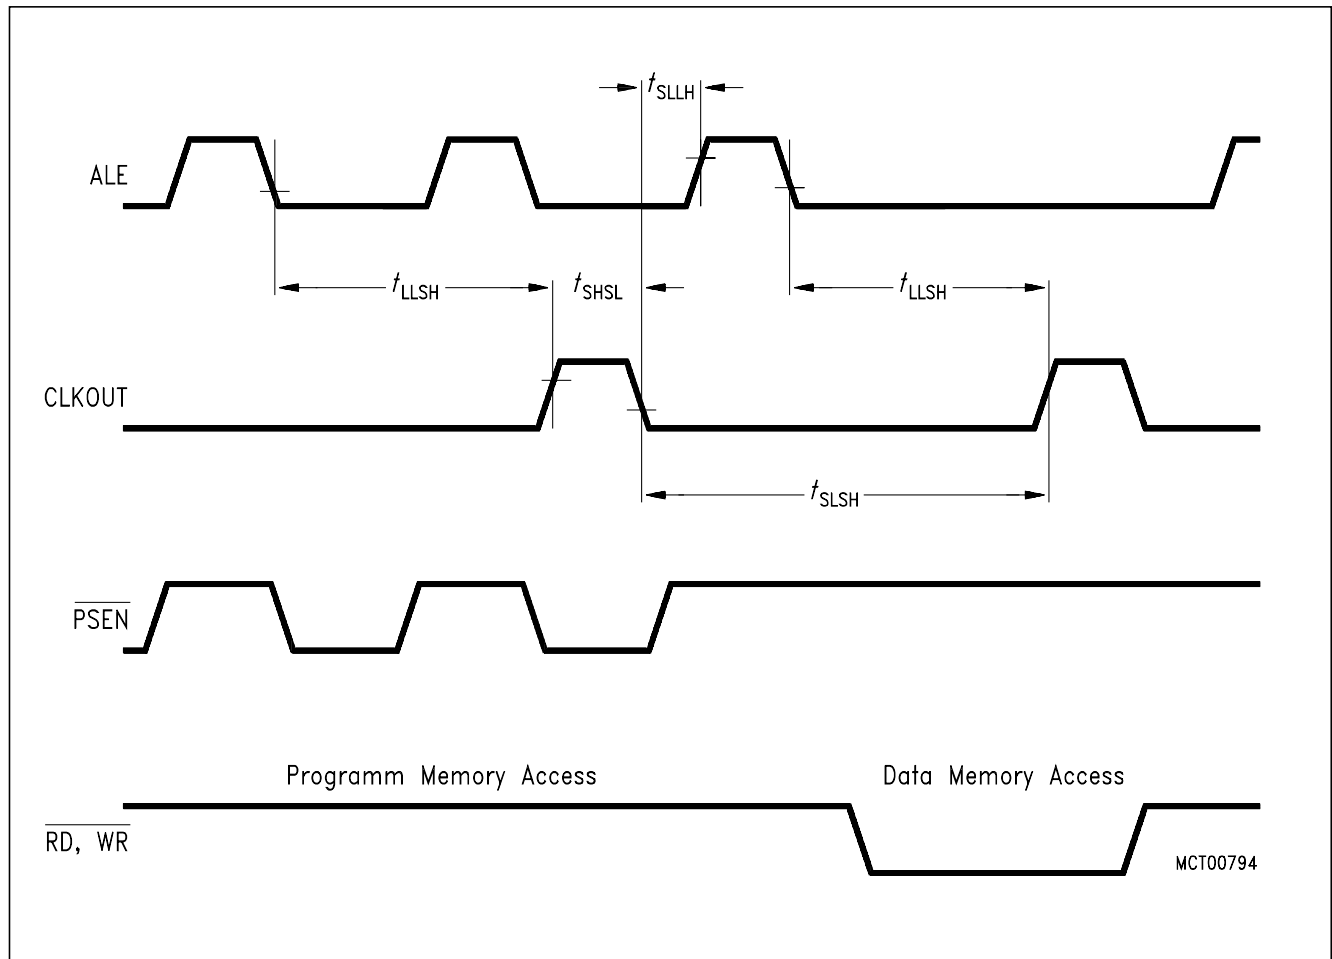 tSLLH
ALE
tLLSH
tSHSL
tLLSH
CLKOUT
tSLSH
PSEN
Programm Memory Access
Data Memory Access
RD, WR
MCT00794